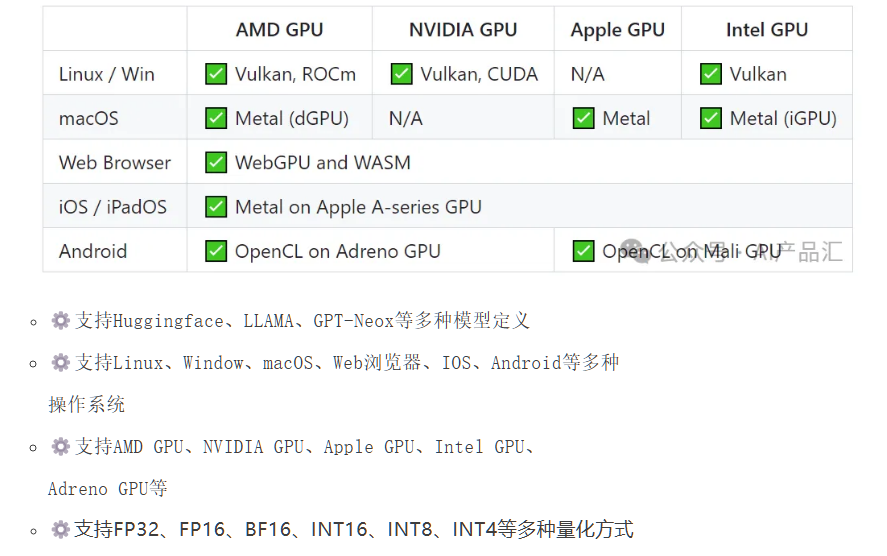 AMD GPU NVIDIA GPU Apple GPU Intel GPU
Linux / Win ✅ Vulkan, ROCm ✅ Vulkan, CUDA N/A ✅ Vulkan
macOS ✅ Metal (dGPU) N/A ✅ Metal ✅ Metal (iGPU)
Web Browser ✅ WebGPU and WASM
iOS / iPadOS ✅ Metal on Apple A-series GPU
Android ✅ OpenCL on Adreno GPU ✅ OpenCL on Mali GPU
公众号 · AI产品汇
⚙️支持Huggingface、LLAMA、GPT-Neox等多种模型定义
⚙️支持Linux、Window、macOS、Web浏览器、IOS、Android等多种
操作系统
⚙️支持AMD GPU、NVIDIA GPU、Apple GPU、Intel GPU、
Adreno GPU等
⚙️支持FP32、FP16、BF16、INT16、INT8、INT4等多种量化方式